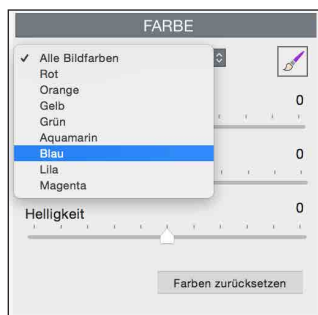 FARBE
✓ Alle Bildfarben
Rot
Orange
Gelb
Grün
Aquamarin
Blau
Lila
Magenta
0
0
Helligkeit 0
Farben zurücksetzen